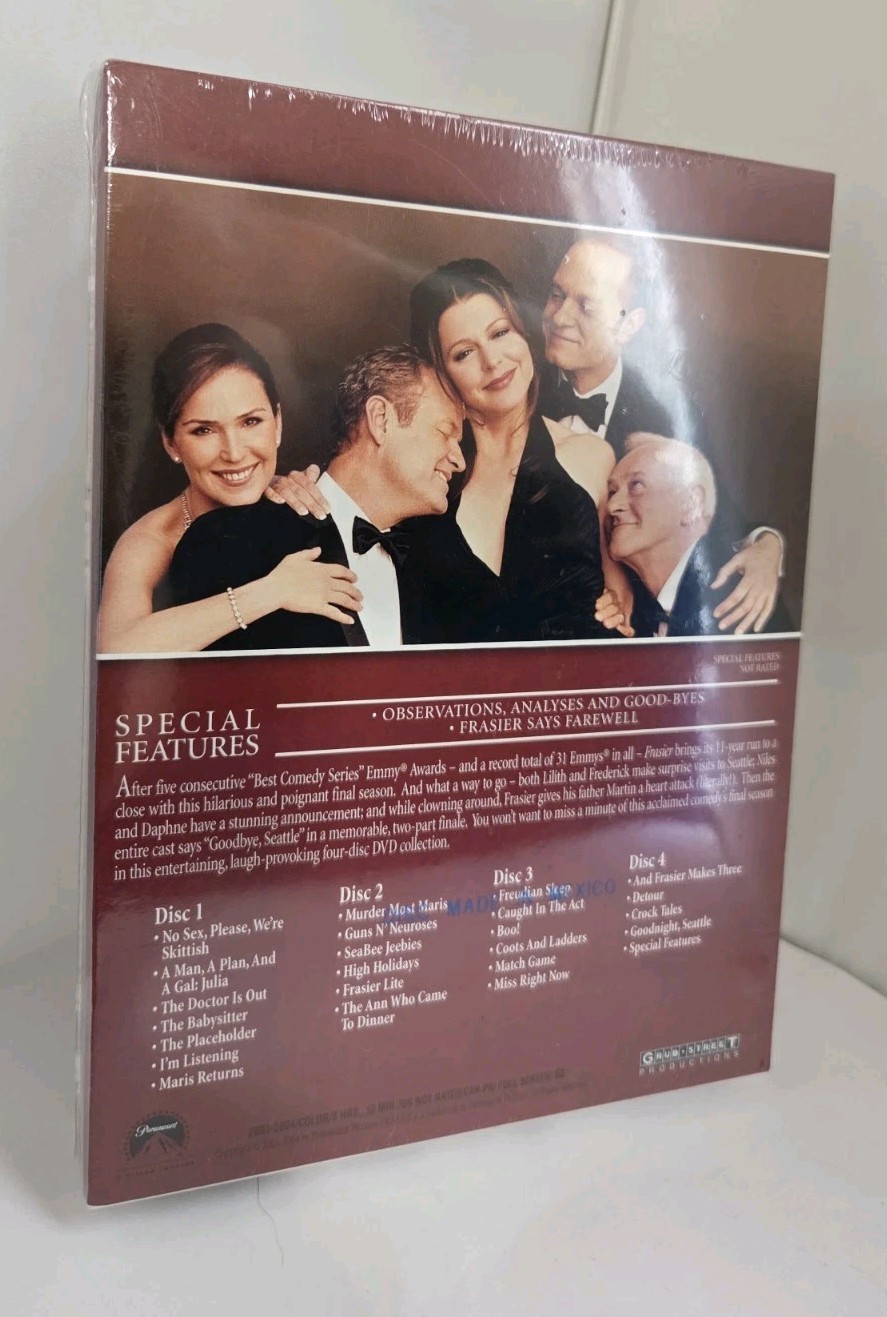 SPECIAL FEATURES
NOT RATED
SPECIAL
FEATURES
• OBSERVATIONS, ANALYSES AND GOOD-BYES
• FRASIER SAYS FAREWELL
After five consecutive "Best Comedy Series" Emmy® Awards – and a record total of 31 Emmys® in all – Frasier brings its 11-year run to a
close with this hilarious and poignant final season. And what a way to go – both Lilith and Frederick make surprise visits to Seattle; Niles
and Daphne have a stunning announcement; and while clowning around, Frasier gives his father Martin a heart attack (literally!). Then the
entire cast says "Goodbye, Seattle" in a memorable, two-part finale. You won't want to miss a minute of this acclaimed comedy's final season
in this entertaining, laugh-provoking four-disc DVD collection.
Disc 1
• No Sex, Please, We're
Skittish
• A Man, A Plan, And
A Gal: Julia
• The Doctor Is Out
• The Babysitter
• The Placeholder
• I'm Listening
• Maris Returns
Disc 2
• Murder Most Maris
• Guns N' Neuroses
• SeaBee Jeebies
• High Holidays
• Frasier Lite
• The Ann Who Came
To Dinner
Disc 3
• Freudian Sleep
• Caught In The Act
• Boo!
• Coots And Ladders
• Match Game
• Miss Right Now
Disc 4
• And Frasier Makes Three
• Detour
• Crock Tales
• Goodnight, Seattle
• Special Features
MADE MEXICO
GRUB•STREET
PRODUCTIONS
Paramount